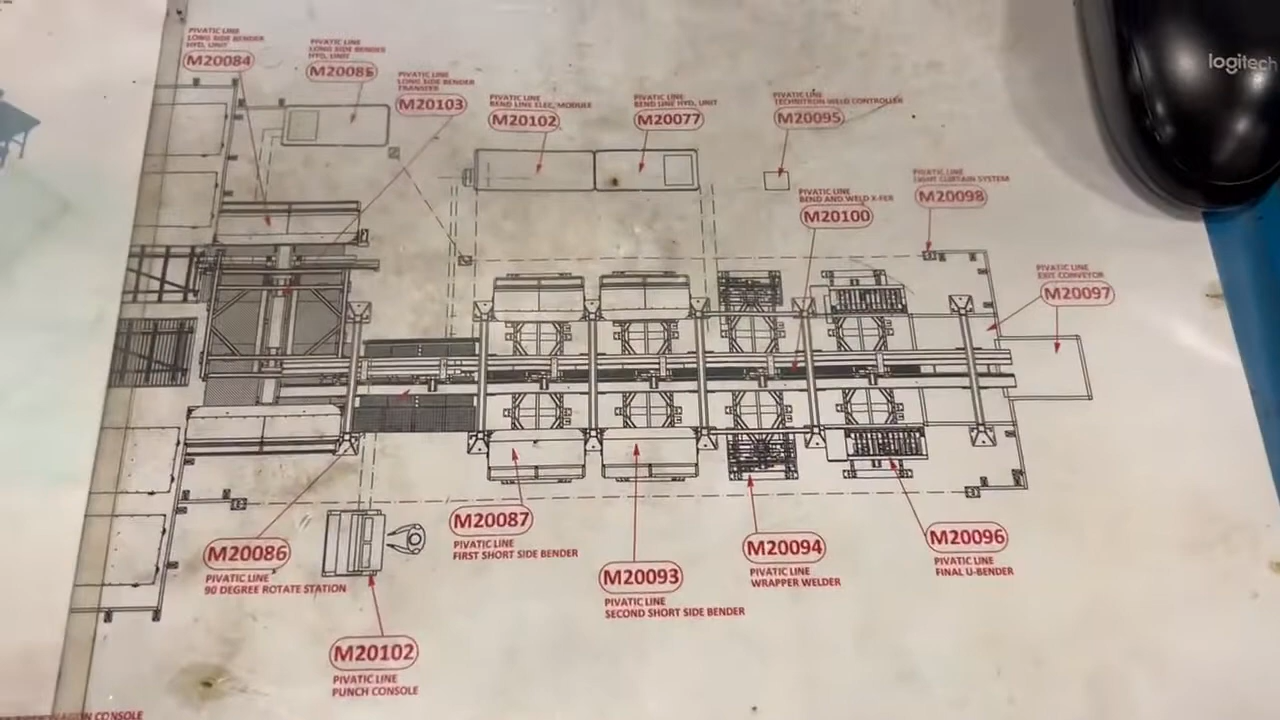 PIVATIC LINE
LONG SIDE BENDER
HYD, UNIT
M20084
PIVATIC LINE
LONG SIDE BENDER
HYD, UNIT
M20085
PIVATIC LINE
LONG SIDE BENDER
TRANSFER
M20103
PIVATIC LINE
BEND LINE ELEC, MODULE
M20102
PIVATIC LINE
BEND LINE HYD, UNIT
M20077
PIVATIC LINE
TECHNITRON WELD CONTROLLER
M20095
logitech
PIVATIC LINE
LIGHT CURTAIN SYSTEM
M20098
PIVATIC LINE
BEND AND WELD X-FER
M20100
PIVATIC LINE
EXIT CONVEYOR
M20097
M20086
PIVATIC LINE
90 DEGREE ROTATE STATION
M20087
PIVATIC LINE
FIRST SHORT SIDE BENDER
M20093
PIVATIC LINE
SECOND SHORT SIDE BENDER
M20094
PIVATIC LINE
WRAPPER WELDER
M20096
PIVATIC LINE
FINAL U-BENDER
M20102
PIVATIC LINE
PUNCH CONSOLE
CONSOLE